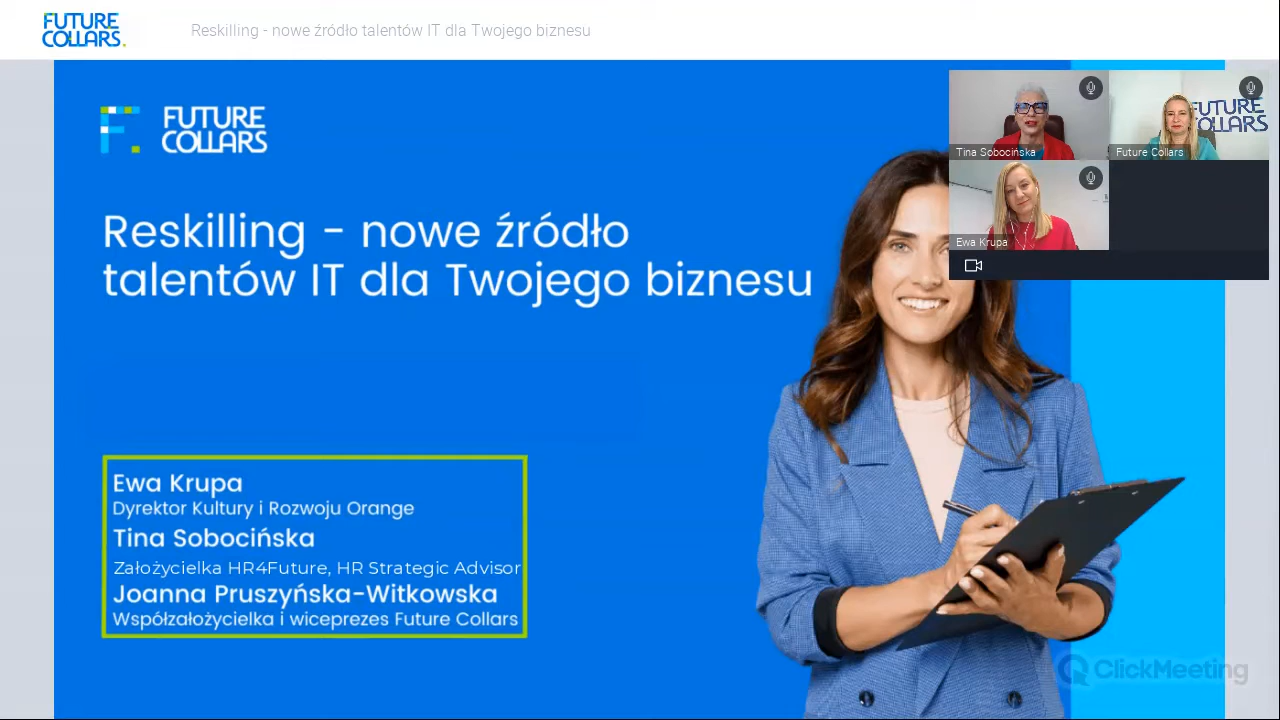 FUTURE
COLLARS.
Reskilling - nowe źródło talentów IT dla Twojego biznesu
FUTURE
COLLARS
Reskilling - nowe źródło
talentów IT dla Twojego biznesu
Tina Sobocińska
FUTURE
COLLARS
Future Collars
Ewa Krupa
Ewa Krupa
Dyrektor Kultury i Rozwoju Orange
Tina Sobocińska
Założycielka HR4Future, HR Strategic Advisor
Joanna Pruszyńska-Witkowska
Współzałożycielka i wiceprezes Future Collars
ClickMeeting